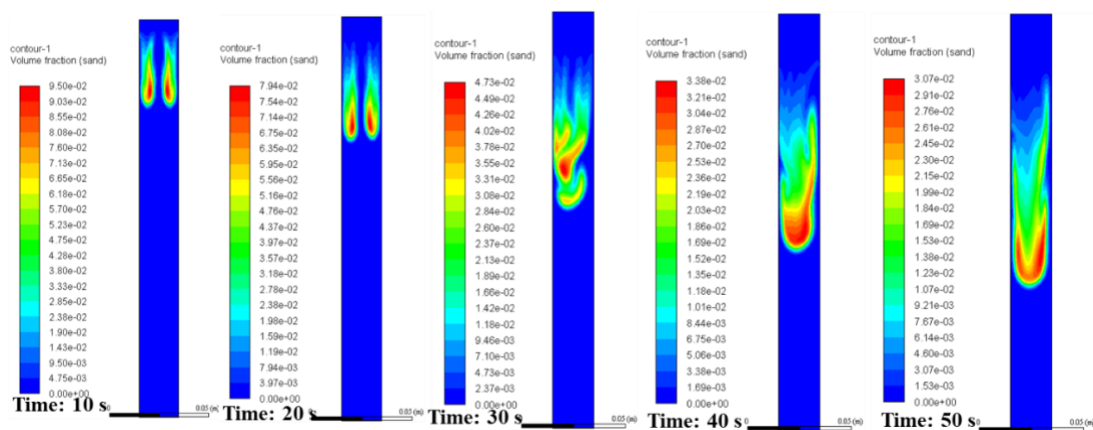 contour-1
Volume fraction (sand)
9.50e-02
9.03e-02
8.55e-02
8.08e-02
7.60e-02
7.13e-02
6.65e-02
6.18e-02
5.70e-02
5.23e-02
4.75e-02
4.28e-02
3.80e-02
3.33e-02
2.85e-02
2.38e-02
1.90e-02
1.43e-02
9.50e-03
4.75e-03
0.00e+00
0
0.05 (m)
Time: 10 s
contour-1
Volume fraction (sand)
7.94e-02
7.54e-02
7.14e-02
6.75e-02
6.35e-02
5.95e-02
5.56e-02
5.16e-02
4.76e-02
4.37e-02
3.97e-02
3.57e-02
3.18e-02
2.78e-02
2.38e-02
1.98e-02
1.59e-02
1.19e-02
7.94e-03
3.97e-03
0.00e+00
0
0.05 (m)
Time: 20 s
contour-1
Volume fraction (sand)
4.73e-02
4.49e-02
4.26e-02
4.02e-02
3.78e-02
3.55e-02
3.31e-02
3.08e-02
2.84e-02
2.60e-02
2.37e-02
2.13e-02
1.89e-02
1.66e-02
1.42e-02
1.18e-02
9.46e-03
7.10e-03
4.73e-03
2.37e-03
0.00e+00
0
0.05 (m)
Time: 30 s
contour-1
Volume fraction (sand)
3.38e-02
3.21e-02
3.04e-02
2.87e-02
2.70e-02
2.53e-02
2.36e-02
2.19e-02
2.03e-02
1.86e-02
1.69e-02
1.52e-02
1.35e-02
1.18e-02
1.01e-02
8.44e-03
6.75e-03
5.06e-03
3.38e-03
1.69e-03
0.00e+00
0
0.05 (m)
Time: 40 s
contour-1
Volume fraction (sand)
3.07e-02
2.91e-02
2.76e-02
2.61e-02
2.45e-02
2.30e-02
2.15e-02
1.99e-02
1.84e-02
1.69e-02
1.53e-02
1.38e-02
1.23e-02
1.07e-02
9.21e-03
7.67e-03
6.14e-03
4.60e-03
3.07e-03
1.53e-03
0.00e+00
0
0.05 (m)
Time: 50 s